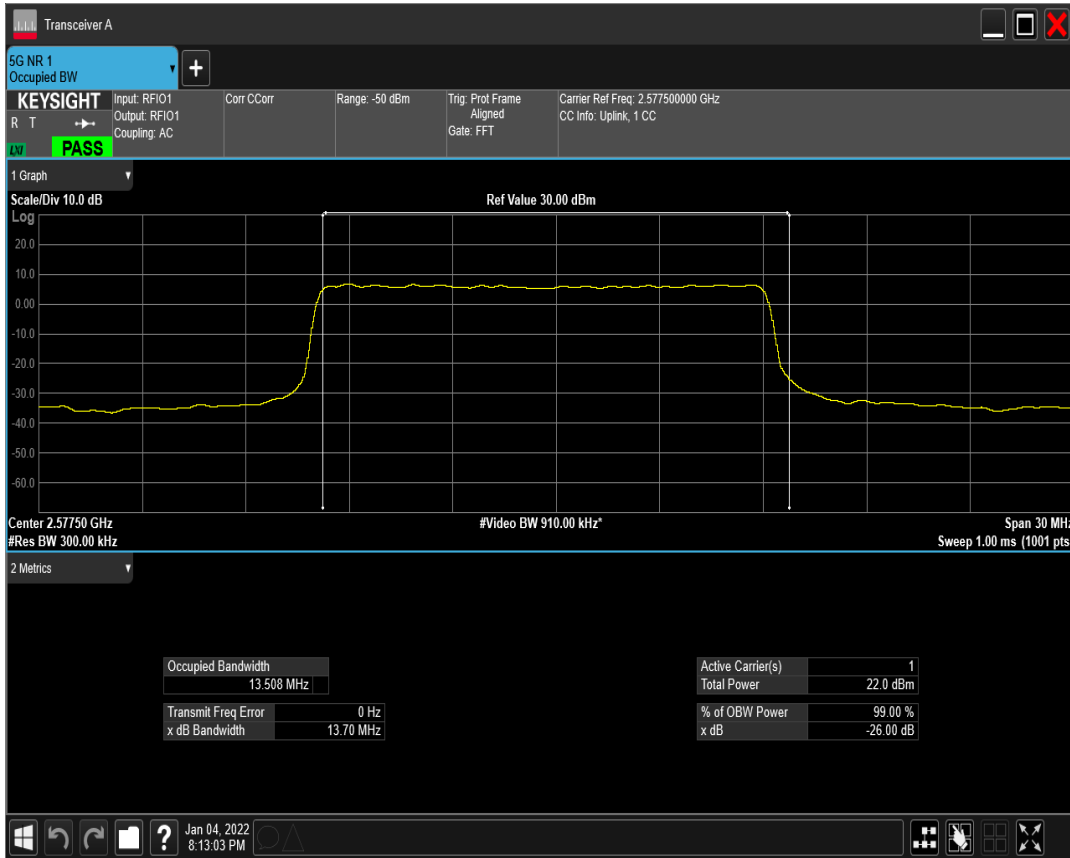 Transceiver A
5G NR 1
Occupied BW
KEYSIGHT
R T
LXI
PASS
Input: RFIO1
Output: RFIO1
Coupling: AC
Corr CCorr
Range: -50 dBm
Trig: Prot Frame
Aligned
Gate: FFT
Carrier Ref Freq: 2.577500000 GHz
CC Info: Uplink, 1 CC
1 Graph
Scale/Div 10.0 dB
Ref Value 30.00 dBm
Log
20.0
10.0
0.00
-10.0
-20.0
-30.0
-40.0
-50.0
-60.0
Center 2.57750 GHz
#Video BW 910.00 kHz*
Span 30 MHz
#Res BW 300.00 kHz
Sweep 1.00 ms (1001 pts
2 Metrics
Occupied Bandwidth
13.508 MHz
Transmit Freq Error 0 Hz
x dB Bandwidth 13.70 MHz
Active Carrier(s) 1
Total Power 22.0 dBm
% of OBW Power 99.00 %
x dB -26.00 dB
?
Jan 04, 2022
8:13:03 PM